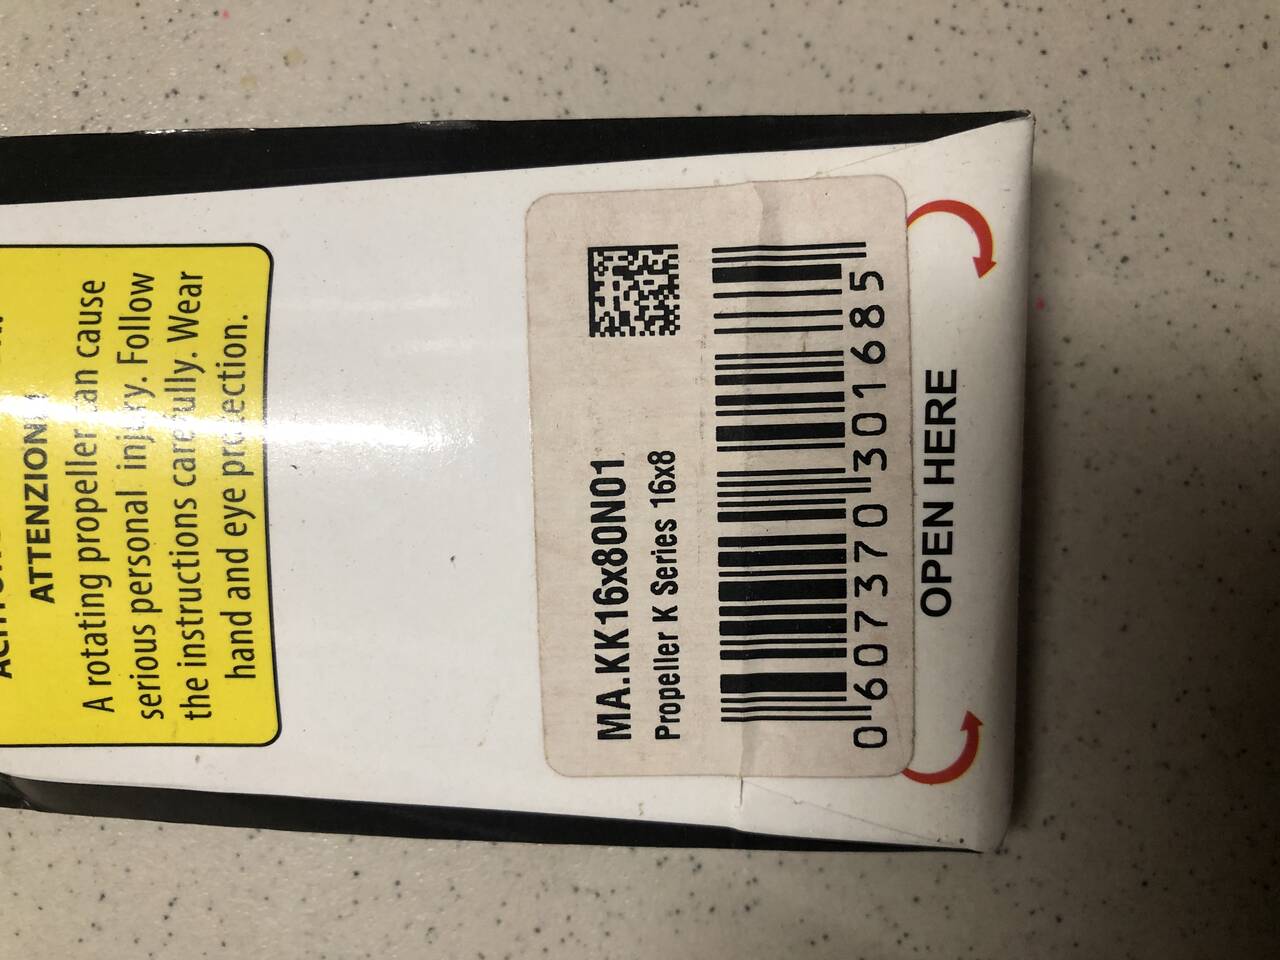 ATTENZION
A rotating propeller can cause
serious personal injury. Follow
the instructions carefully. Wear
hand and eye protection.
MA.KK16x80N01
Propeller K Series 16x8
0 607370 301685
OPEN HERE